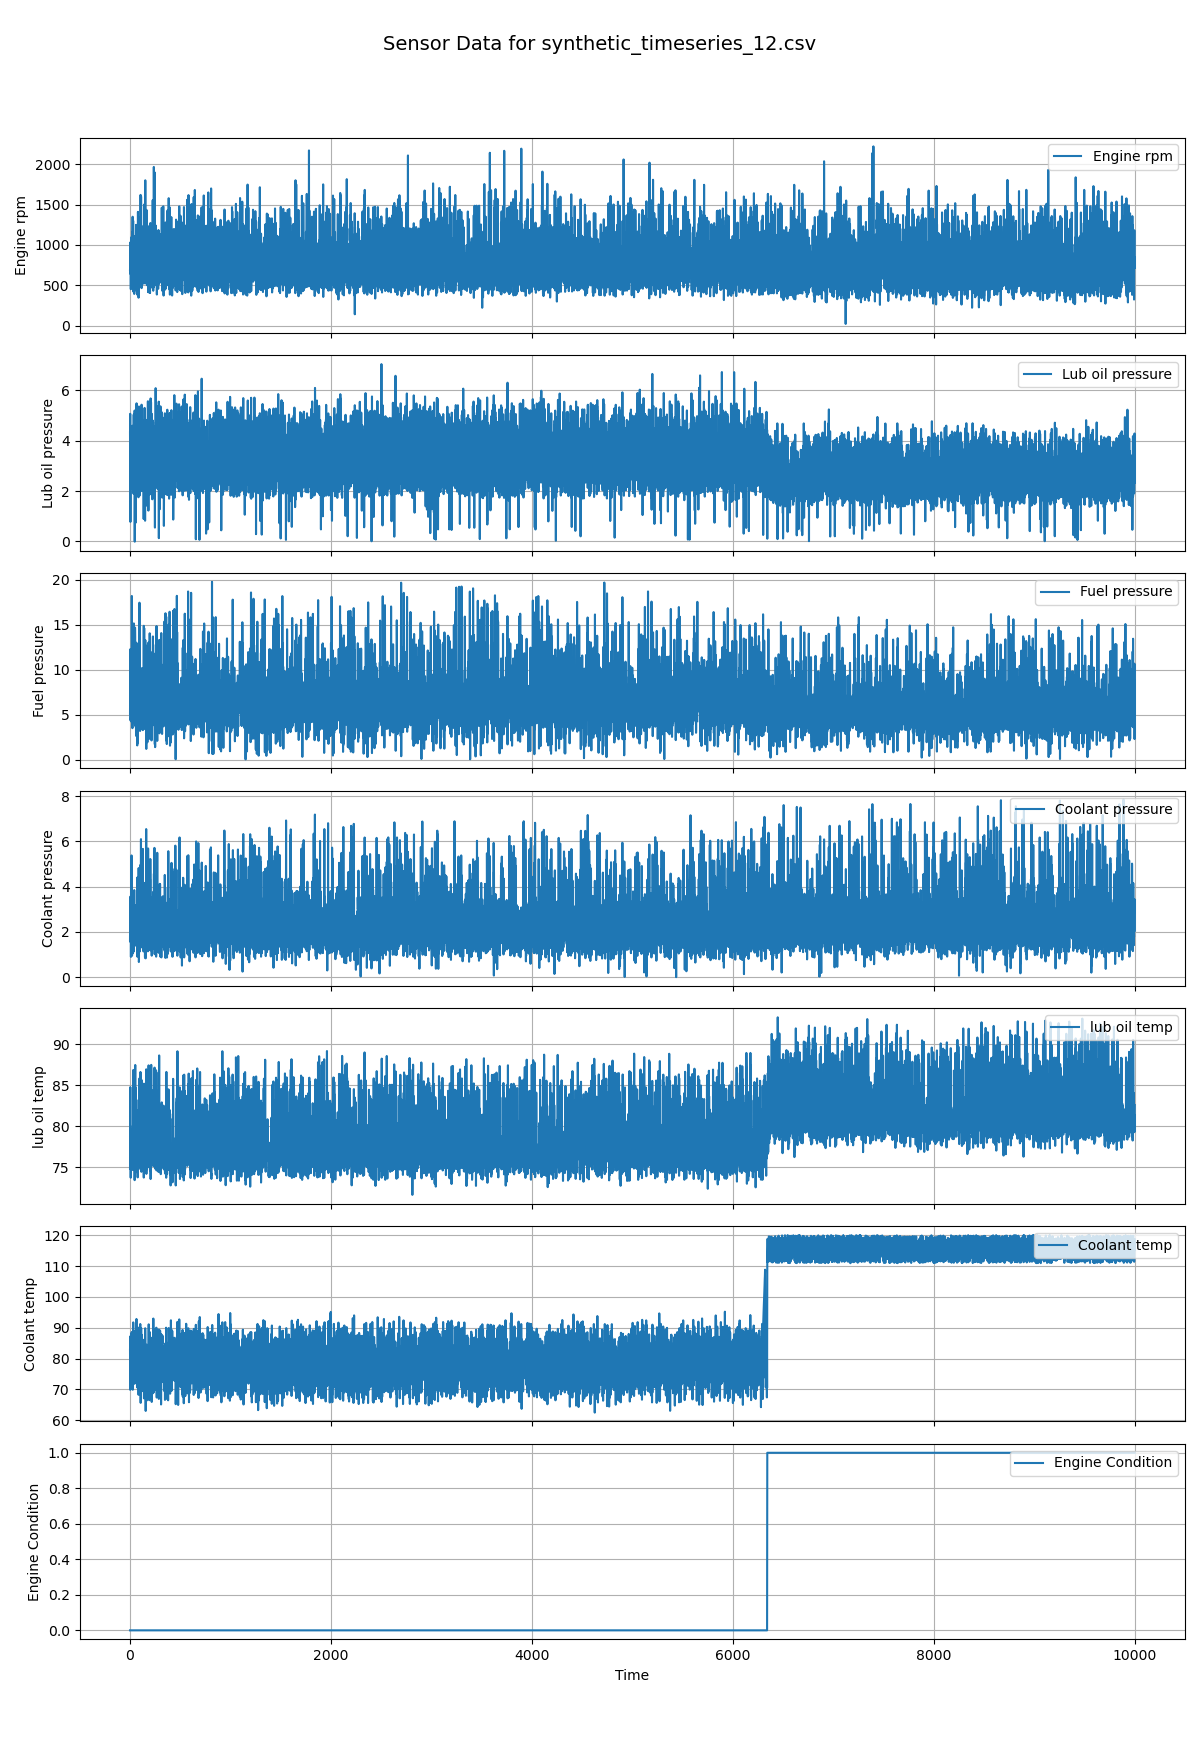 Sensor Data for synthetic_timeseries_12.csv
2000
1500
1000
500
0
Engine rpm
Engine rpm
6
4
2
0
Lub oil pressure
Lub oil pressure
20
15
10
5
0
Fuel pressure
Fuel pressure
8
6
4
2
0
Coolant pressure
Coolant pressure
90
85
80
75
lub oil temp
lub oil temp
120
110
100
90
80
70
60
Coolant temp
Coolant temp
1.0
0.8
0.6
0.4
0.2
0.0
Engine Condition
Engine Condition
0 2000 4000 6000 8000 10000
Time